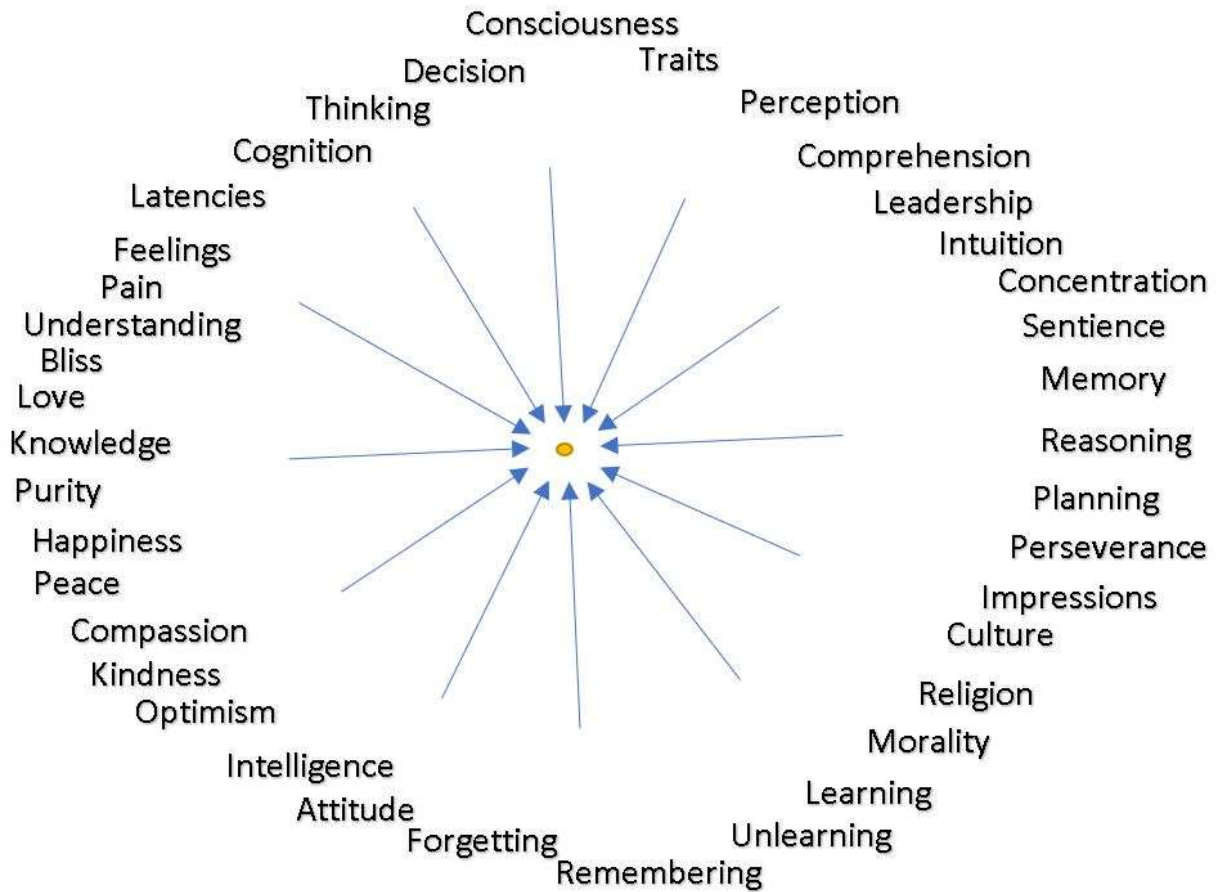 Consciousness
Traits
Perception
Comprehension
Leadership
Intuition
Concentration
Sentience
Memory
Reasoning
Planning
Perseverance
Impressions
Culture
Religion
Morality
Learning
Unlearning
Remembering
Forgetting
Attitude
Intelligence
Optimism
Kindness
Compassion
Peace
Happiness
Purity
Knowledge
Love
Bliss
Understanding
Pain
Feelings
Latencies
Cognition
Thinking
Decision